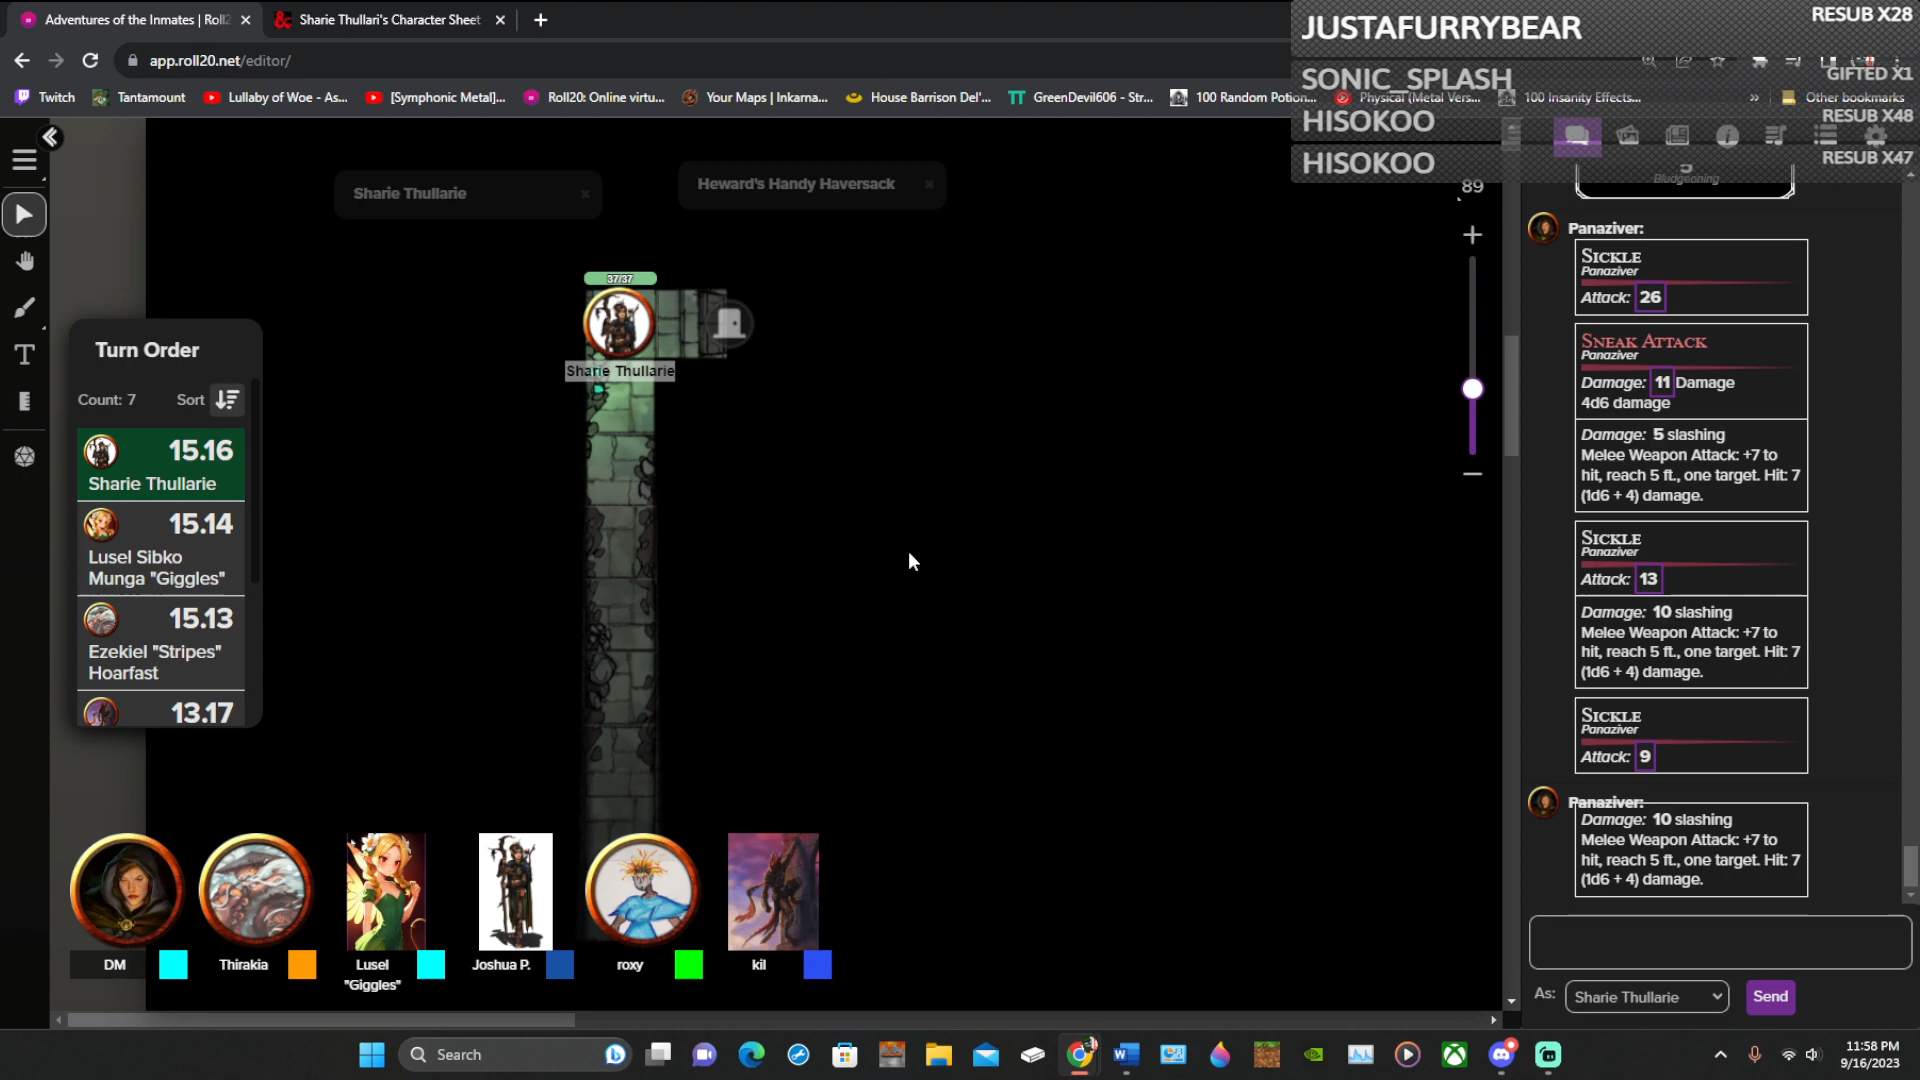 Adventures of the Inmates | Roll2
Sharie Thullari's Character Sheet
JUSTAFURRYBEAR
RESUB X28
app.roll20.net/editor/
SONIC_SPLASH
GIFTED X1
Twitch
Tantamount
Lullaby of Woe - As...
[Symphonic Metal]...
Roll20: Online virtu...
Your Maps | Inkarna...
House Barrison Del'...
GreenDevil606 - Str...
100 Random Potion...
Physical (Metal Vers...
100 Insanity Effects...
Other bookmarks
HISOKOO
RESUB X48
HISOKOO
RESUB X47
Sharie Thullarie
Heward's Handy Haversack
89
37/37
Sharie Thullarie
Turn Order
Count: 7
Sort
15.16
Sharie Thullarie
15.14
Lusel Sibko
Munga "Giggles"
15.13
Ezekiel "Stripes"
Hoarfast
13.17
DM
Thirakia
Lusel
"Giggles"
Joshua P.
roxy
kil
Bludgeoning
Panaziver:
SICKLE
Panaziver
Attack: 26
SNEAK ATTACK
Panaziver
Damage: 11 Damage
4d6 damage
Damage: 5 slashing
Melee Weapon Attack: +7 to
hit, reach 5 ft., one target. Hit: 7
(1d6 + 4) damage.
SICKLE
Panaziver
Attack: 13
Damage: 10 slashing
Melee Weapon Attack: +7 to
hit, reach 5 ft., one target. Hit: 7
(1d6 + 4) damage.
SICKLE
Panaziver
Attack: 9
Panaziver:
Damage: 10 slashing
Melee Weapon Attack: +7 to
hit, reach 5 ft., one target. Hit: 7
(1d6 + 4) damage.
As:
Sharie Thullarie
Send
Search
11:58 PM
9/16/2023